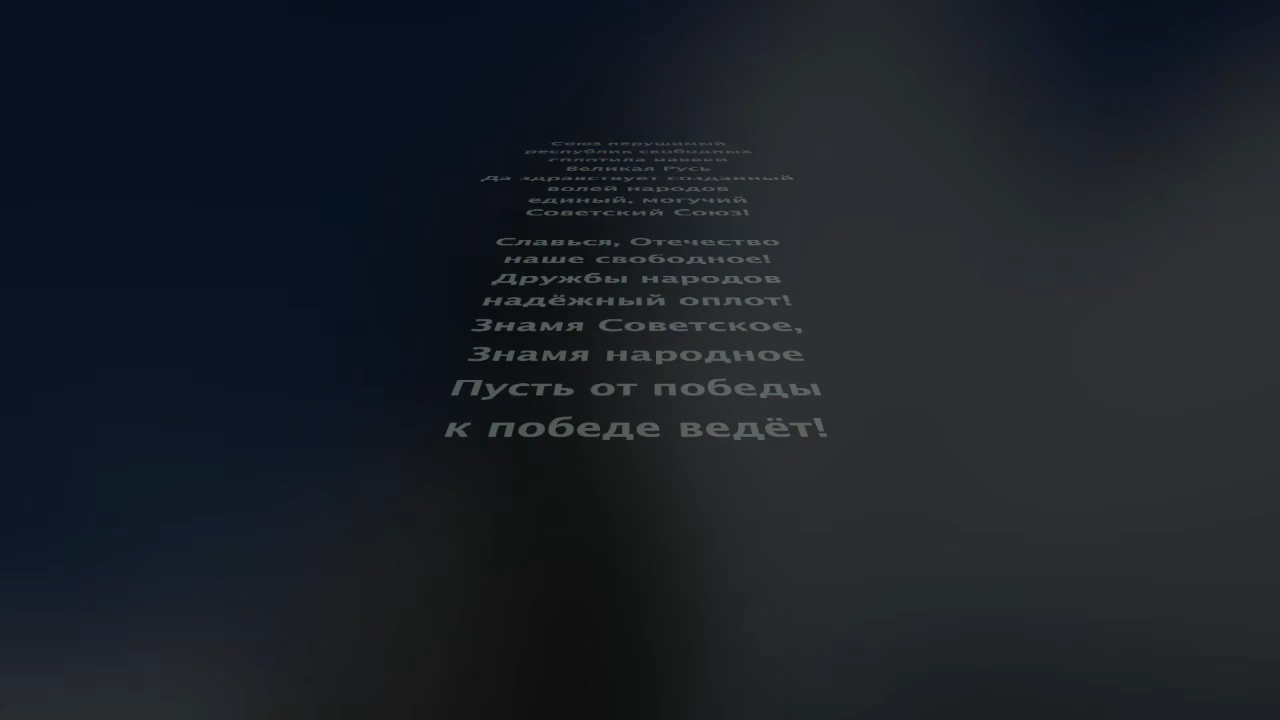 Союз нерушимый
республик свободных
сплотила навеки
Великая Русь
Да здравствует созданный
волей народов
единый, могучий
Советский Союз!
Славься, Отечество
наше свободное!
Дружбы народов
надёжный оплот!
Знамя Советское,
Знамя народное
Пусть от победы
к победе ведёт!